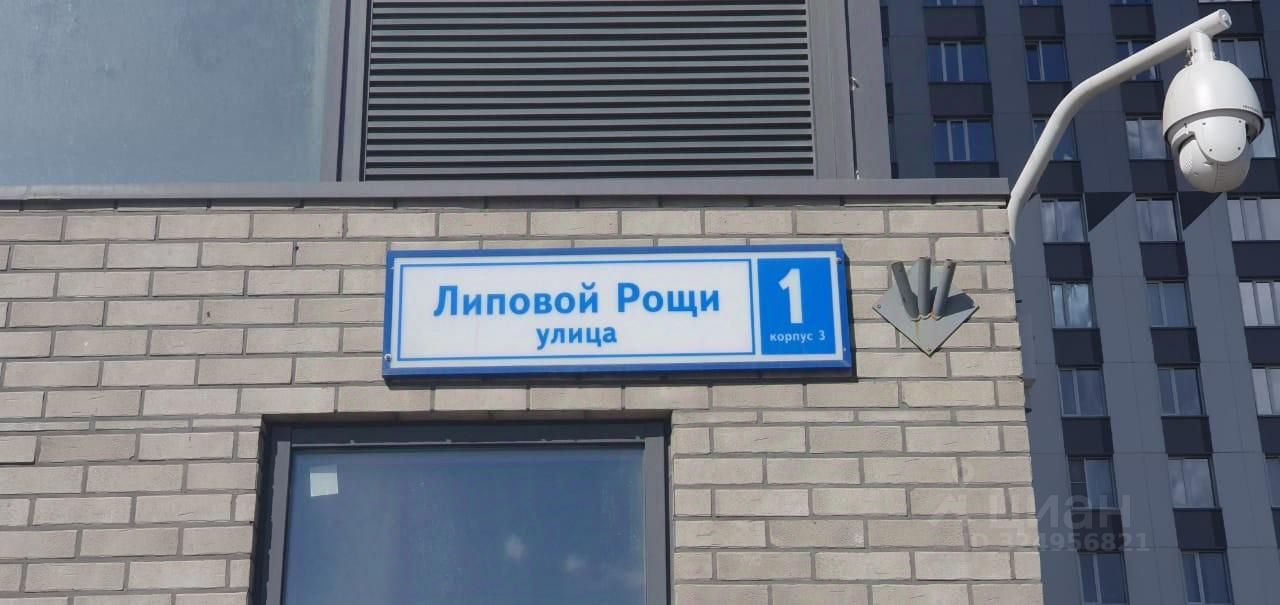 Липовой Рощи
улица
1
корпус 3
циан
ID 324956821